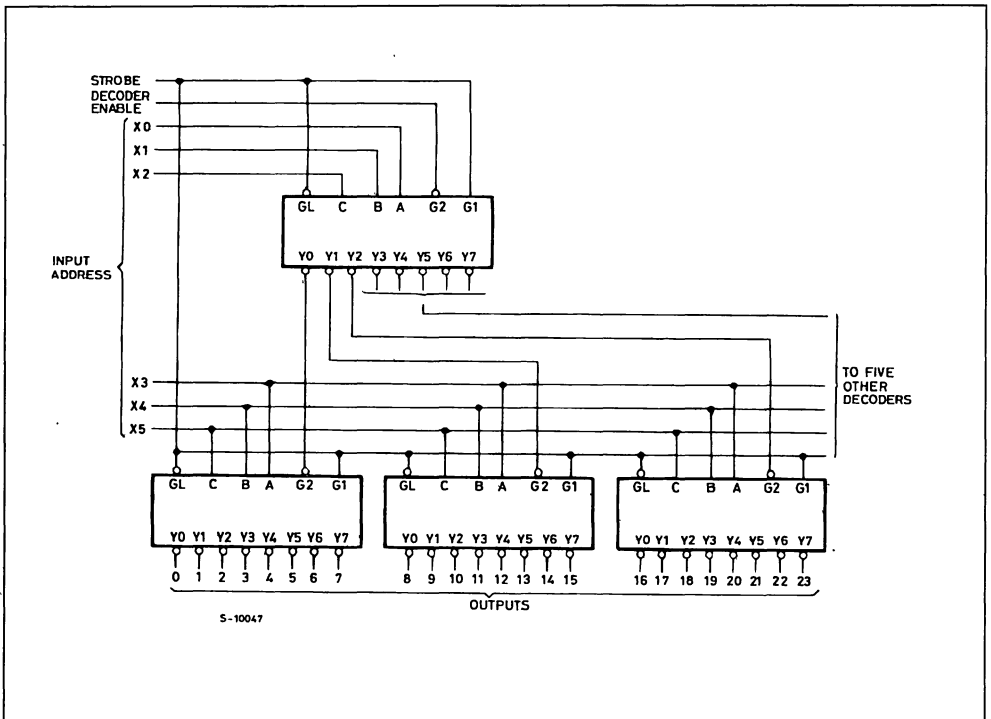 STROBE
DECODER
ENABLE
X0
X1
X2
GL C B A G2 G1
INPUT
ADDRESS
Y0 Y1 Y2 Y3 Y4 Y5 Y6 Y7
X3
X4
X5
TO FIVE
OTHER
DECODERS
GL C B A G2 G1
GL C B A G2 G1
GL C B A G2 G1
Y0 Y1 Y2 Y3 Y4 Y5 Y6 Y7
Y0 Y1 Y2 Y3 Y4 Y5 Y6 Y7
Y0 Y1 Y2 Y3 Y4 Y5 Y6 Y7
0 1 2 3 4 5 6 7
8 9 10 11 12 13 14 15
16 17 18 19 20 21 22 23
OUTPUTS
S-10047